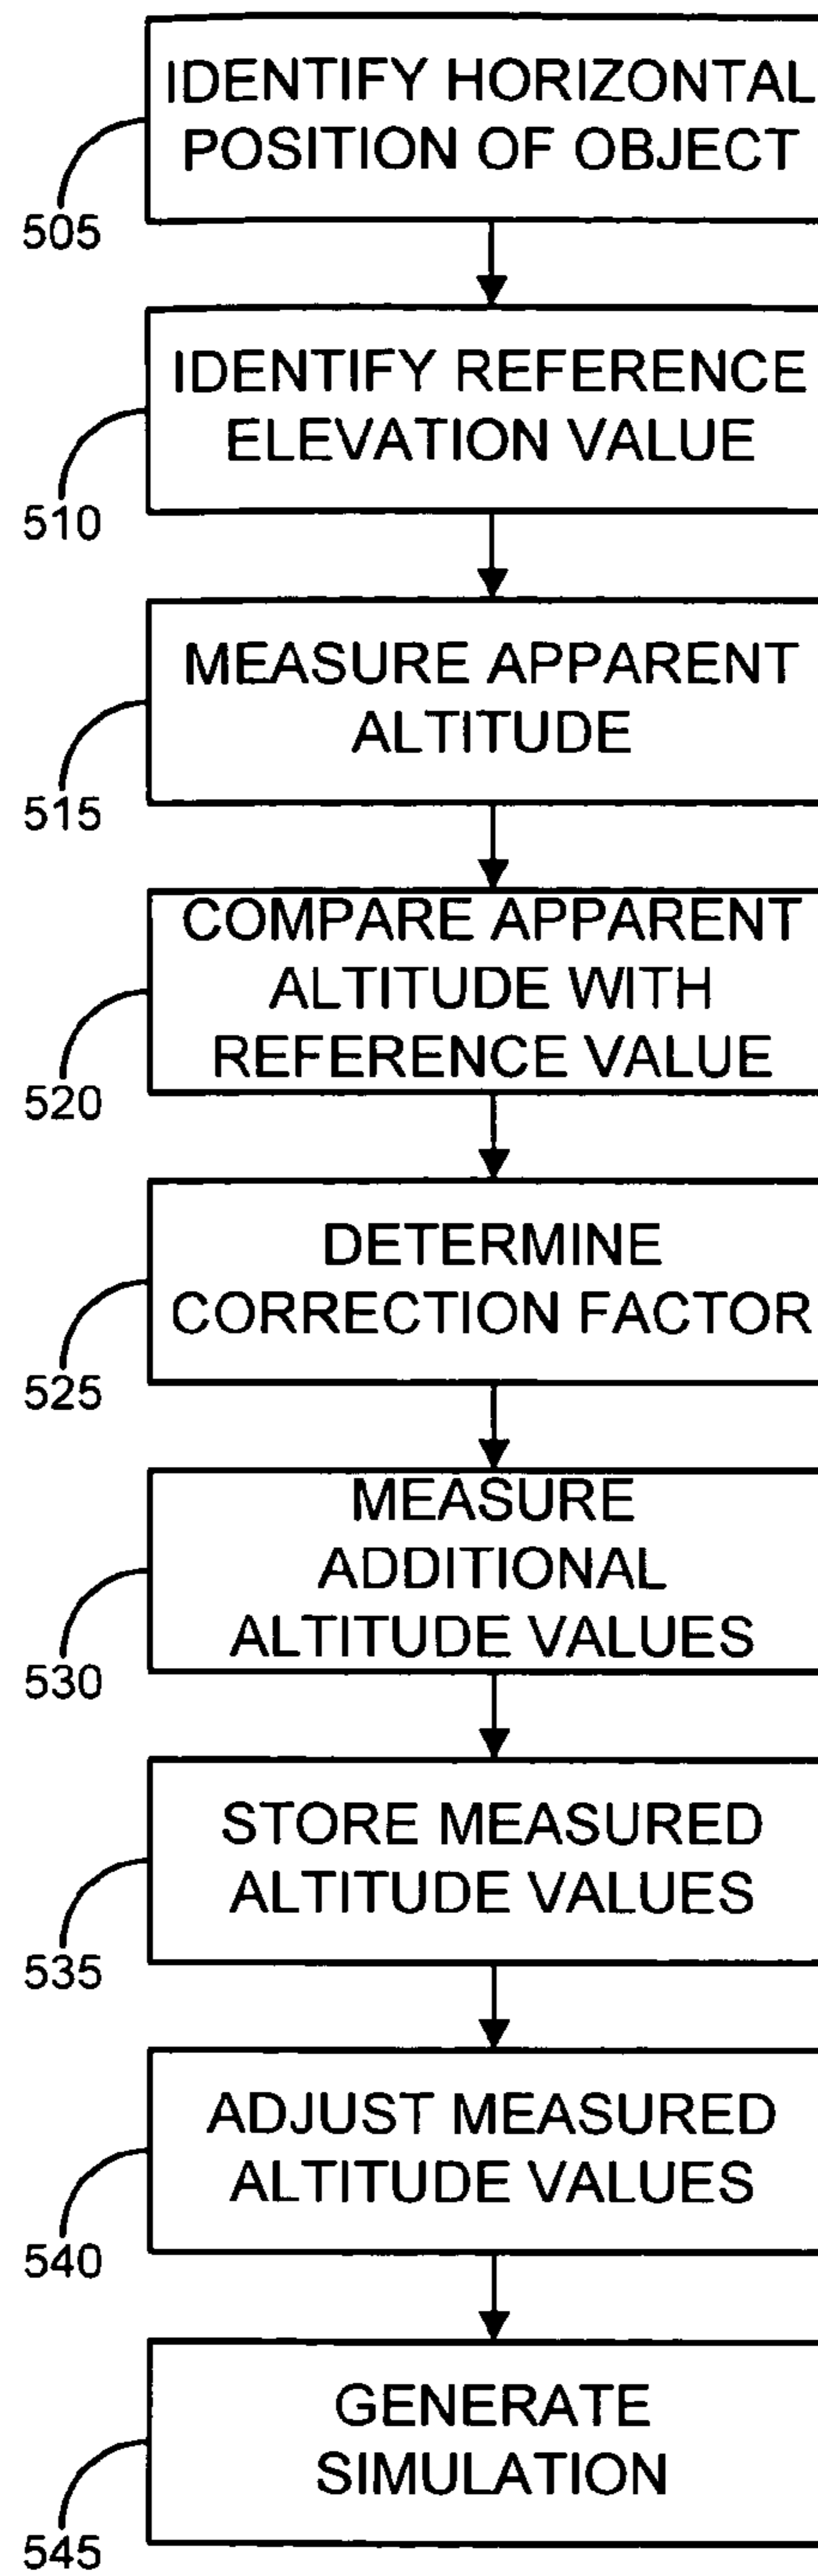 IDENTIFY HORIZONTAL
POSITION OF OBJECT
505
IDENTIFY REFERENCE
ELEVATION VALUE
510
MEASURE APPARENT
ALTITUDE
515
COMPARE APPARENT
ALTITUDE WITH
REFERENCE VALUE
520
DETERMINE
CORRECTION FACTOR
525
MEASURE
ADDITIONAL
ALTITUDE VALUES
530
STORE MEASURED
ALTITUDE VALUES
535
ADJUST MEASURED
ALTITUDE VALUES
540
GENERATE
SIMULATION
545